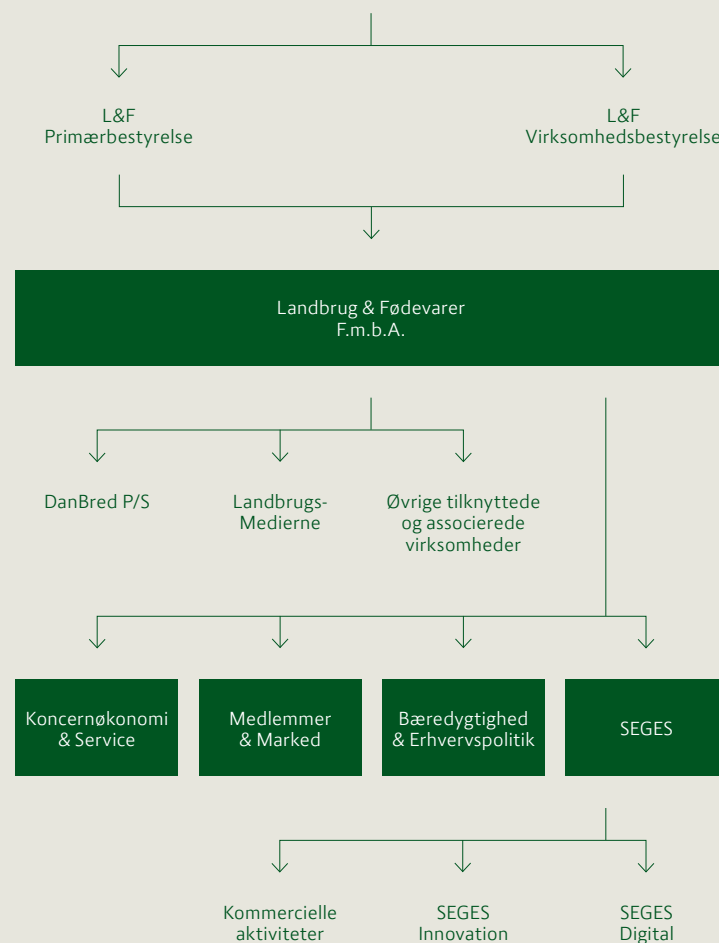 L&F
Primærbestyrelse
L&F
Virksomhedsbestyrelse
Landbrug & Fødevarer
F.m.b.A.
DanBred P/S
Landbrugs-
Medierne
Øvrige tilknyttede
og associerede
virksomheder
Koncernøkonomi
& Service
Medlemmer
& Marked
Bæredygtighed
& Erhvervspolitik
SEGES
Kommercielle
aktiviteter
SEGES
Innovation
SEGES
Digital